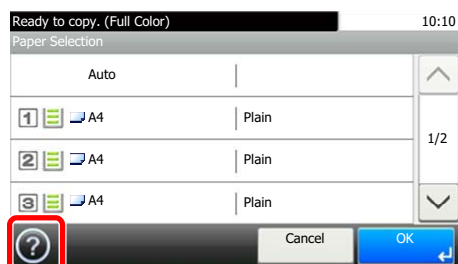 Ready to copy. (Full Color) 10:10
Paper Selection
Auto
1 A4 Plain
2 A4 Plain
3 A4 Plain
1/2
? Cancel OK